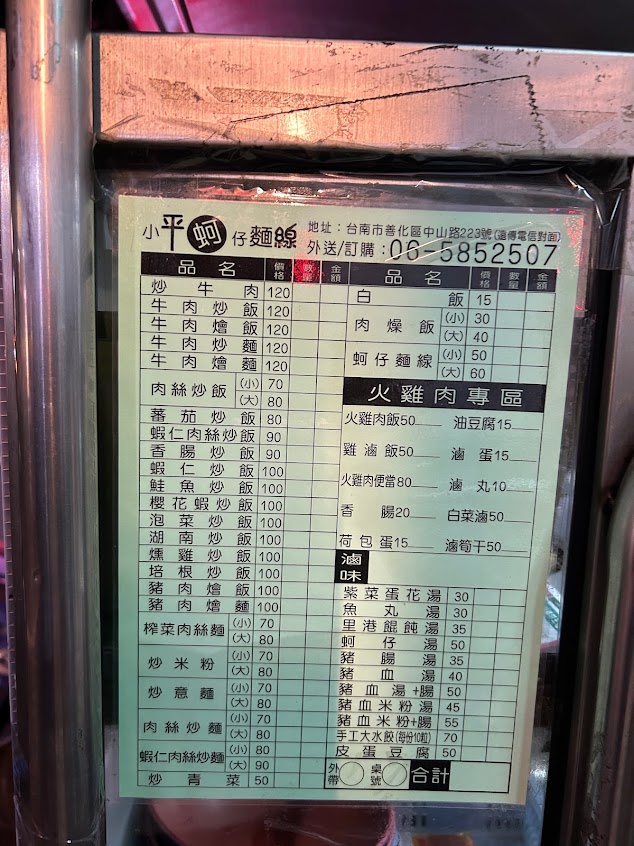 小平蚵仔麵線
地址：台南市善化區中山路223號(遠傳電信對面)
外送/訂購：06-5852507
品名 價格 數量 金額
炒牛肉 120
牛肉炒飯 120
牛肉燴飯 120
牛肉炒麵 120
牛肉燴麵 120
肉絲炒飯 (小) 70
(大) 80
蕃茄炒飯 80
蝦仁肉絲炒飯 90
香腸炒飯 90
蝦仁炒飯 100
鮭魚炒飯 100
櫻花蝦炒飯 100
泡菜炒飯 100
湖南炒飯 100
燻雞炒飯 100
培根炒飯 100
豬肉燴飯 100
豬肉燴麵 100
榨菜肉絲麵 (小) 70
(大) 80
炒米粉 (小) 70
(大) 80
炒意麵 (小) 70
(大) 80
肉絲炒麵 (小) 70
(大) 80
蝦仁肉絲炒麵 (小) 80
(大) 90
炒青菜 50
品名 價格 數量 金額
白飯 15
肉燥飯 (小) 30
(大) 40
蚵仔麵線 (小) 50
(大) 60
火雞肉專區
火雞肉飯50 油豆腐15
雞滷飯50 滷蛋15
火雞肉便當80 滷丸10
香腸20 白菜滷50
荷包蛋15 滷筍干50
滷味
紫菜蛋花湯 30
魚丸湯 30
里港餛飩湯 35
蚵仔湯 50
豬腸湯 35
豬血湯 40
豬血湯+腸 50
豬血米粉湯 45
豬血米粉+腸 55
手工大水餃(每份10粒) 70
皮蛋豆腐 50
外帶 桌號 合計